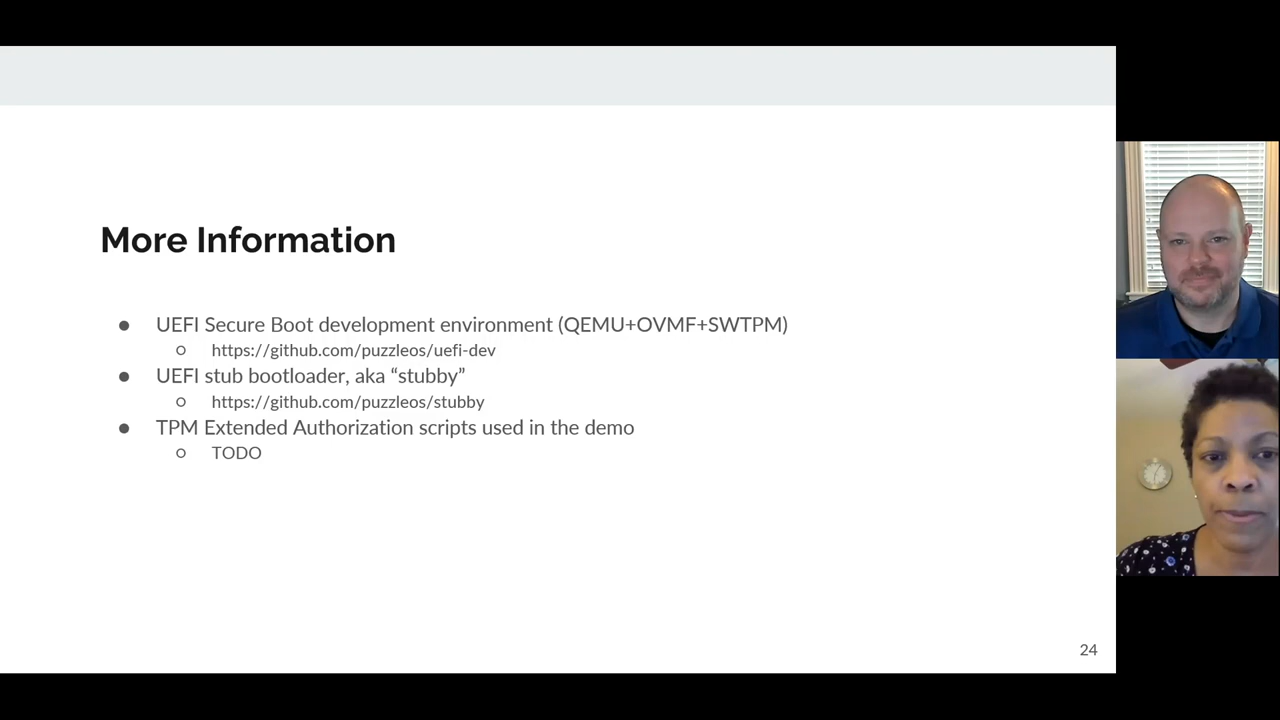 More Information
● UEFI Secure Boot development environment (QEMU+OVMF+SWTPM)
○ https://github.com/puzzleos/uefi-dev
● UEFI stub bootloader, aka “stubby”
○ https://github.com/puzzleos/stubby
● TPM Extended Authorization scripts used in the demo
○ TODO
24